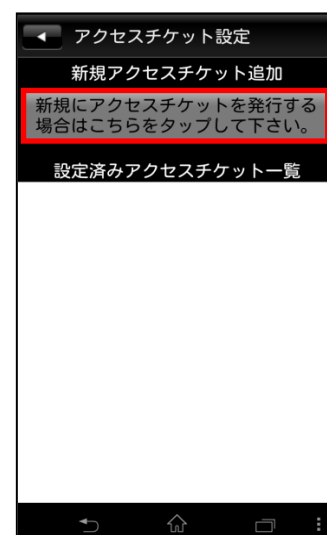 アクセスチケット設定
新規アクセスチケット追加
新規にアクセスチケットを発行する
場合はこちらをタップして下さい。
設定済みアクセスチケット一覧